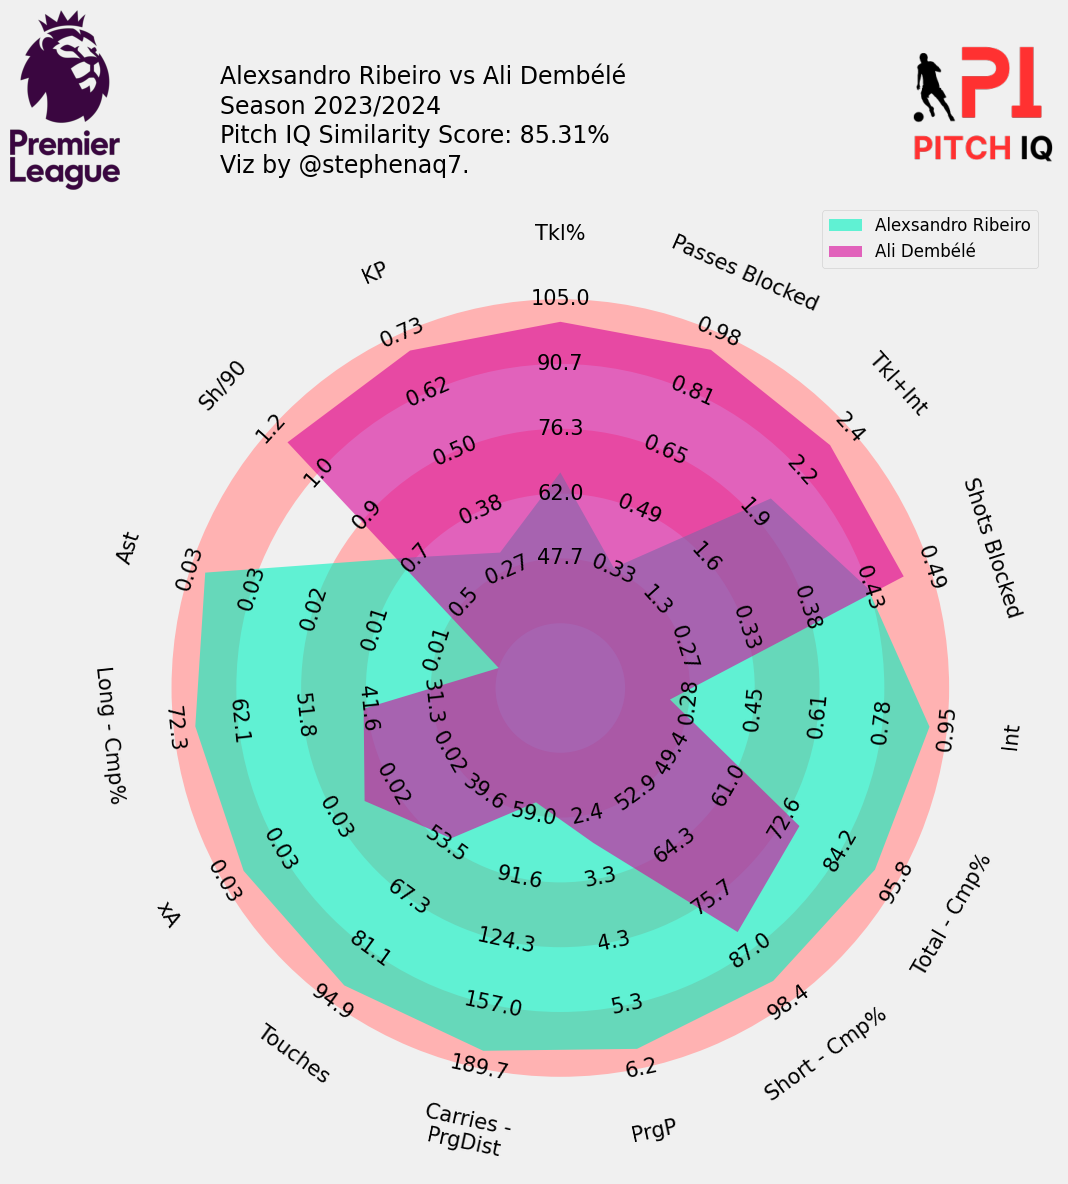 Premier
League
Alexsandro Ribeiro vs Ali Dembélé
Season 2023/2024
Pitch IQ Similarity Score: 85.31%
Viz by @stephenaq7.
PI
PITCH IQ
Alexsandro Ribeiro
Ali Dembélé
Tkl%
105.0
90.7
76.3
62.0
47.7
Passes Blocked
0.98
0.81
0.65
0.49
0.33
Tkl+Int
2.4
2.2
1.9
1.6
1.3
Shots Blocked
0.49
0.43
0.38
0.33
0.27
Int
0.95
0.78
0.61
0.45
0.28
Total - Cmp%
95.8
84.2
72.6
61.0
49.4
Short - Cmp%
98.4
87.0
75.7
64.3
52.9
PrgP
6.2
5.3
4.3
3.3
2.4
Carries -
PrgDist
189.7
157.0
124.3
91.6
59.0
Touches
94.9
81.1
67.3
53.5
39.6
xA
0.03
0.03
0.03
0.02
0.02
Long - Cmp%
72.3
62.1
51.8
41.6
31.3
Ast
0.03
0.03
0.02
0.01
0.01
Sh/90
1.2
1.0
0.9
0.7
0.5
KP
0.73
0.62
0.50
0.38
0.27